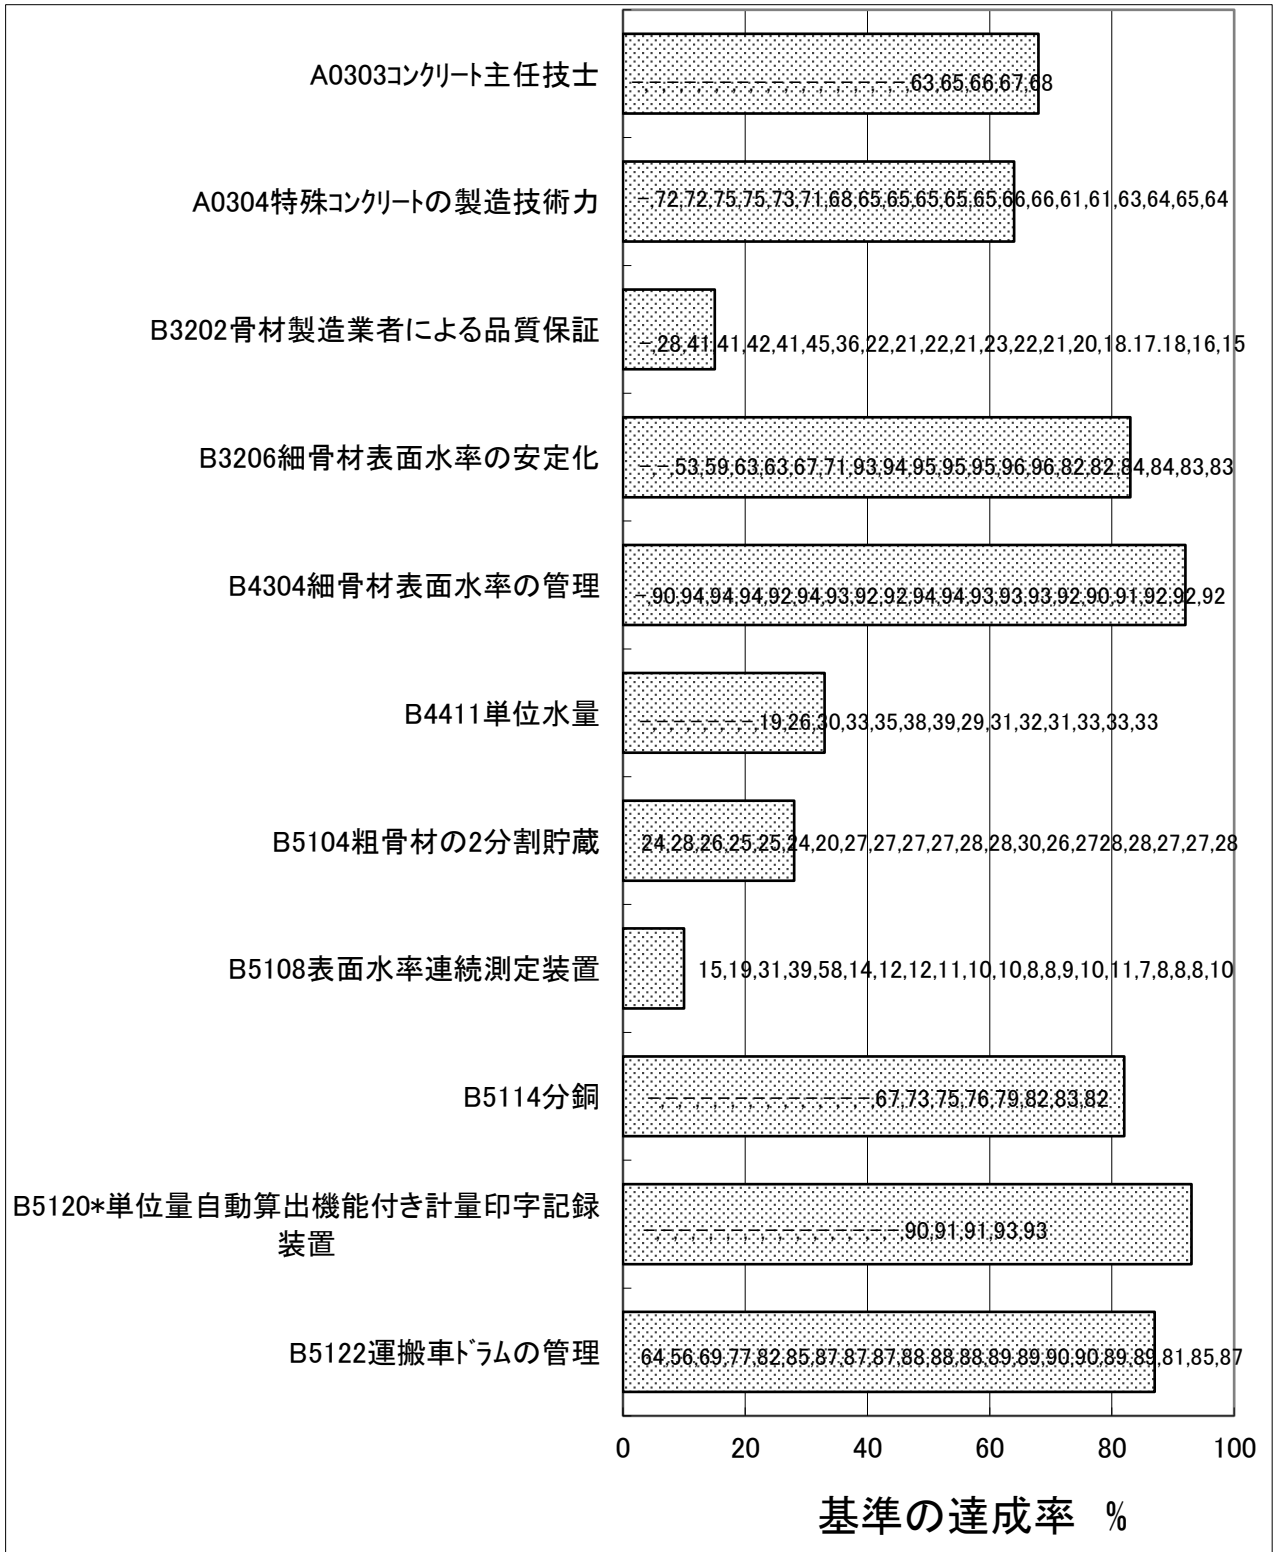 A0303コンクリート主任技士
-,-,-,-,-,-,-,-,-,-,-,-,-,-,-,-,63,65,66,67,68
A0304特殊コンクリートの製造技術力
-,72,72,75,75,73,71,68,65,65,65,65,65,66,66,61,61,63,64,65,64
B3202骨材製造業者による品質保証
-,28,41,41,42,41,45,36,22,21,22,21,23,22,21,20,18.17.18,16,15
B3206細骨材表面水率の安定化
-,-,53,59,63,63,67,71,93,94,95,95,95,96,96,82,82,84,84,83,83
B4304細骨材表面水率の管理
-,90,94,94,94,92,94,93,92,92,94,94,93,93,93,92,90,91,92,92,92
B4411単位水量
-,-,-,-,-,-,-,19,26,30,33,35,38,39,29,31,32,31,33,33,33
B5104粗骨材の2分割貯蔵
24,28,26,25,25,24,20,27,27,27,27,28,28,30,26,2728,28,27,27,28
B5108表面水率連続測定装置
15,19,31,39,58,14,12,12,11,10,10,8,8,9,10,11,7,8,8,8,10
B5114分銅
-,-,-,-,-,-,-,-,-,-,-,-,-,67,73,75,76,79,82,83,82
B5120*単位量自動算出機能付き計量印字記録
装置
-,-,-,-,-,-,-,-,-,-,-,-,-,-,-,90,91,91,93,93
B5122運搬車ドラムの管理
64,56,69,77,82,85,87,87,87,88,88,88,89,89,90,90,89,89,81,85,87
0 20 40 60 80 100
基準の達成率 %